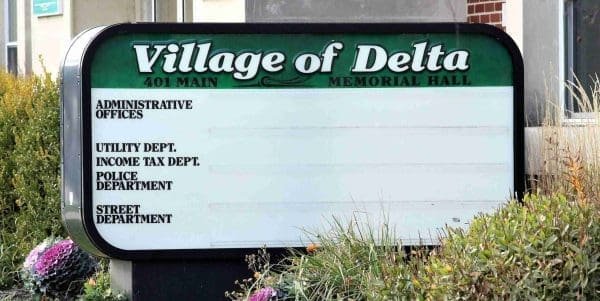 Village of Delta
401 MAIN MEMORIAL HALL
ADMINISTRATIVE
OFFICES
UTILITY DEPT.
INCOME TAX DEPT.
POLICE
DEPARTMENT
STREET
DEPARTMENT